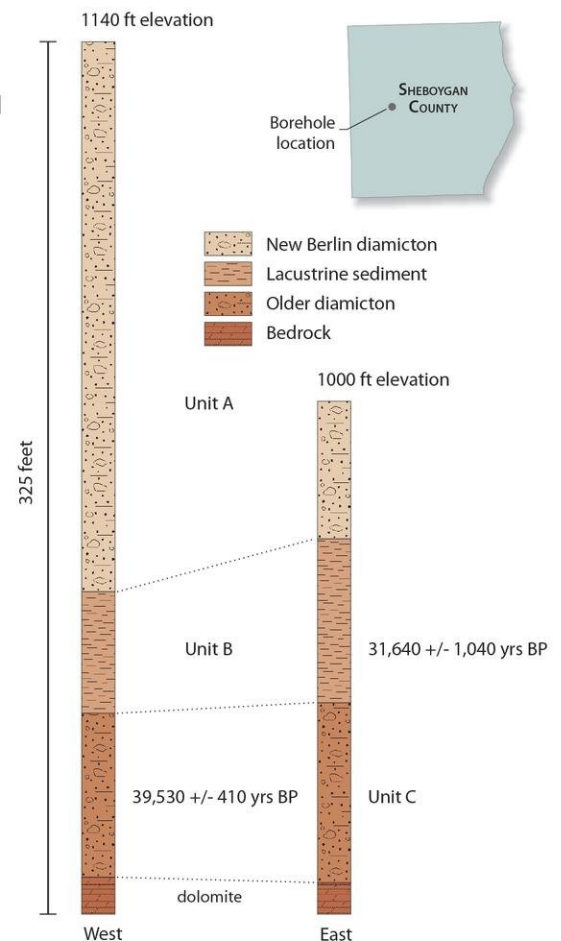 1140 ft elevation
SHEBOYGAN
COUNTY
Borehole
location
New Berlin diamicton
Lacustrine sediment
Older diamicton
Bedrock
1000 ft elevation
Unit A
325 feet
Unit B
31,640 +/- 1,040 yrs BP
39,530 +/- 410 yrs BP
Unit C
dolomite
West
East